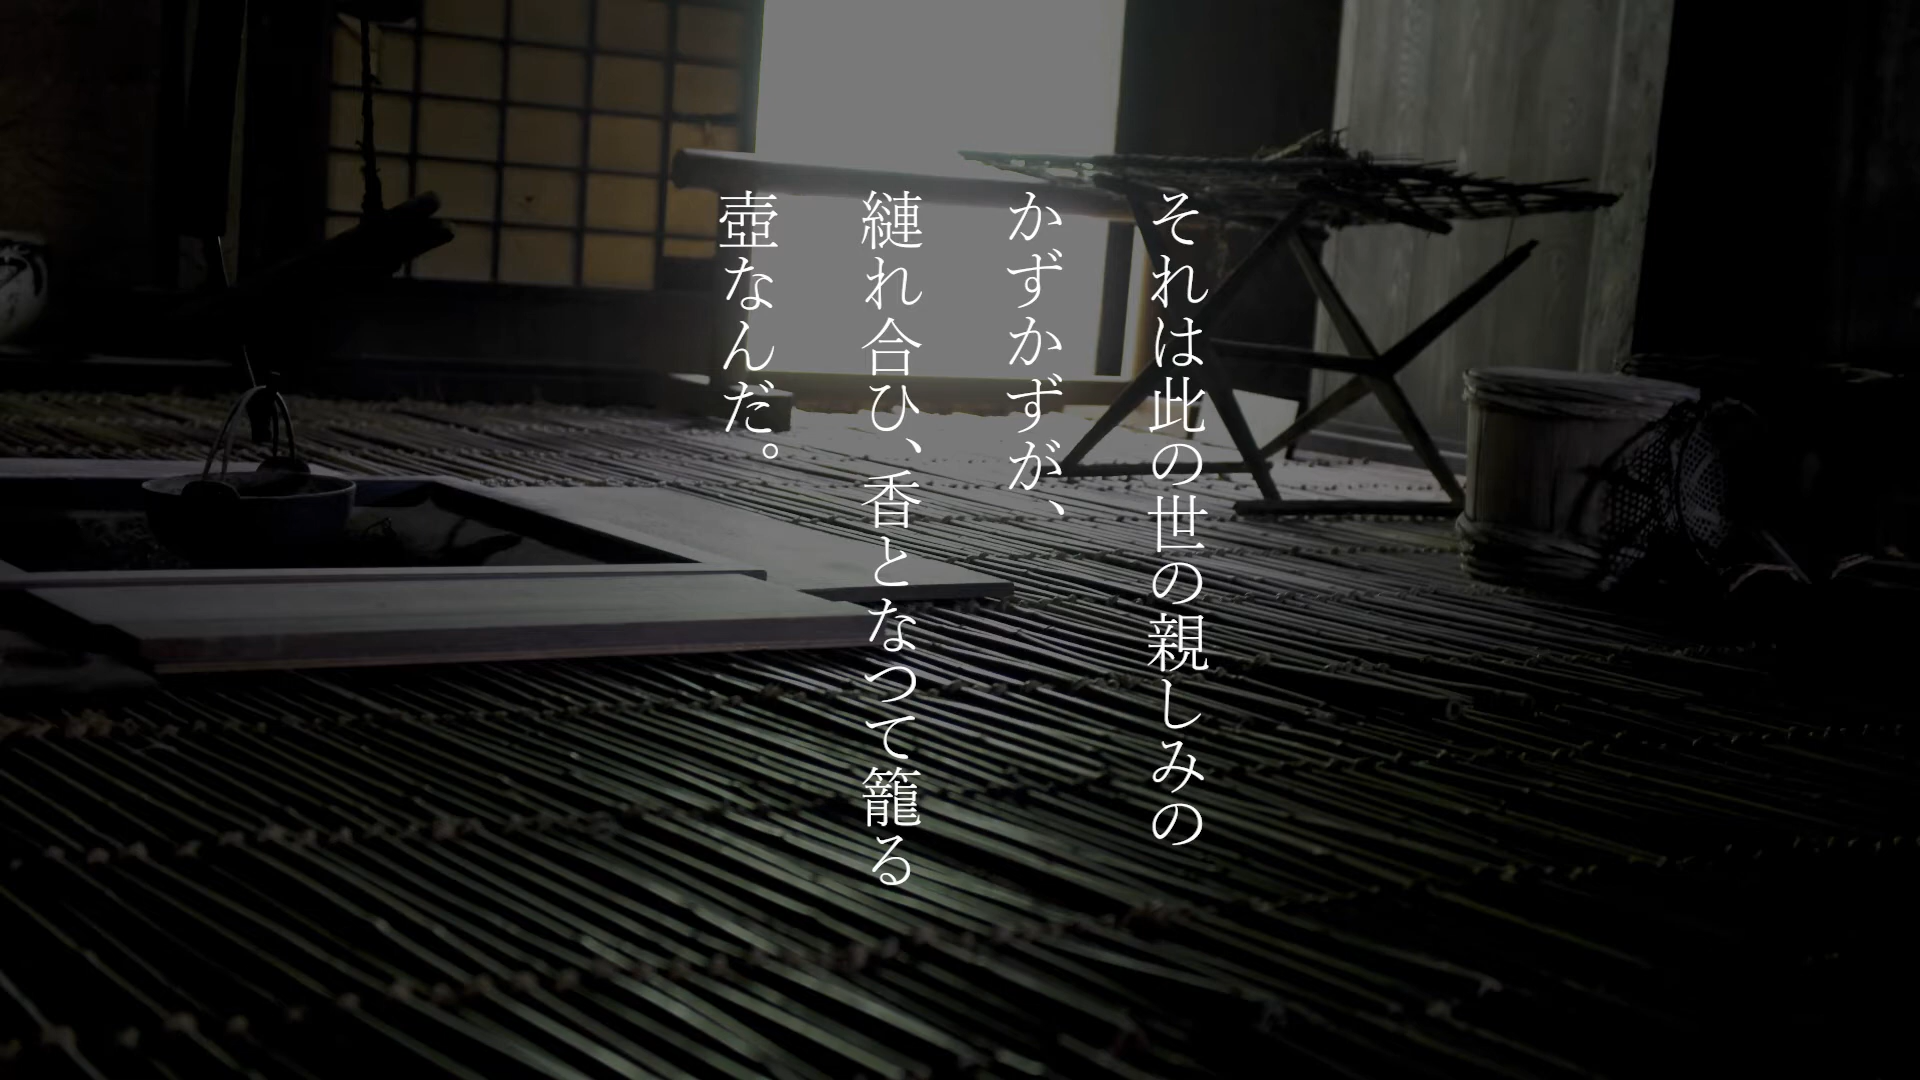 それは此の世の親しみの
かずかずが、
縺れ合ひ、香となつて籠る
壺なんだ。